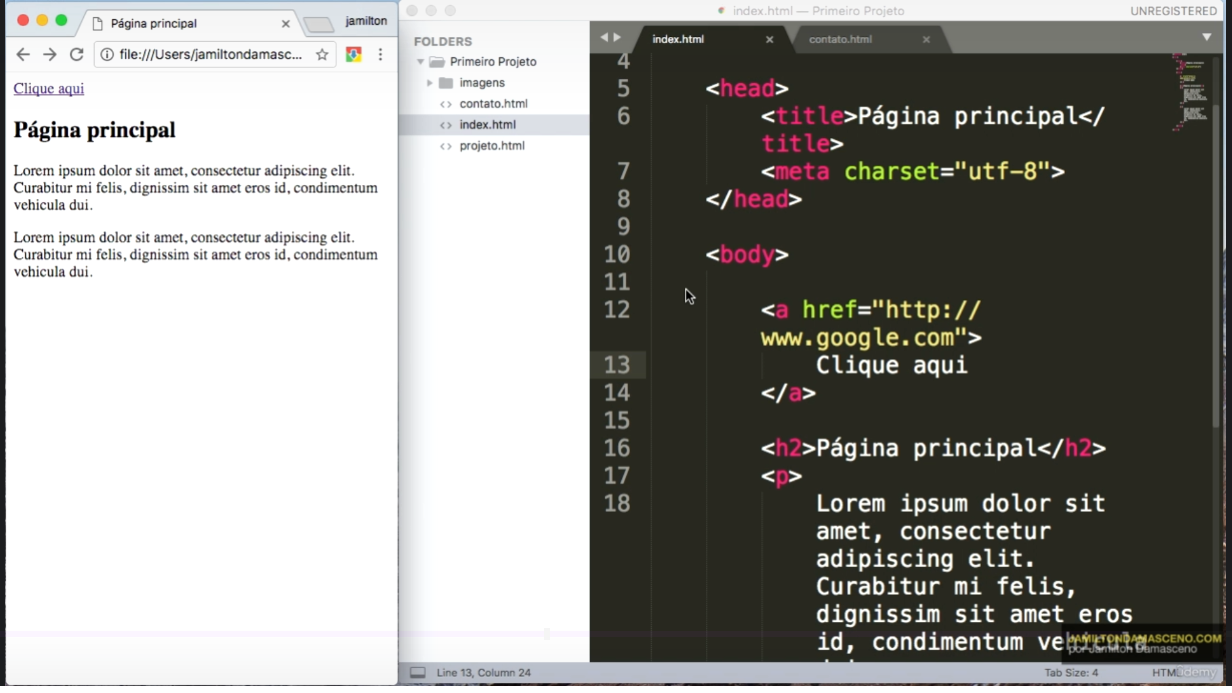 Página principal
jamilton
file:///Users/jamiltondamasc...
Clique aqui
Página principal
Lorem ipsum dolor sit amet, consectetur adipiscing elit.
Curabitur mi felis, dignissim sit amet eros id, condimentum
vehicula dui.
Lorem ipsum dolor sit amet, consectetur adipiscing elit.
Curabitur mi felis, dignissim sit amet eros id, condimentum
vehicula dui.
index.html — Primeiro Projeto
UNREGISTERED
FOLDERS
Primeiro Projeto
imagens
contato.html
index.html
projeto.html
index.html
contato.html
4
5 <head>
6 <title>Página principal</
title>
7 <meta charset="utf-8">
8 </head>
9
10 <body>
11
12 <a href="http://
www.google.com">
13 Clique aqui
14 </a>
15
16 <h2>Página principal</h2>
17 <p>
18 Lorem ipsum dolor sit
amet, consectetur
adipiscing elit.
Curabitur mi felis,
dignissim sit amet eros
id, condimentum vehicula
JAMILTONDAMASCENO.COM
por Jamilton Damasceno
Line 13, Column 24
Tab Size: 4
HTML
udemy